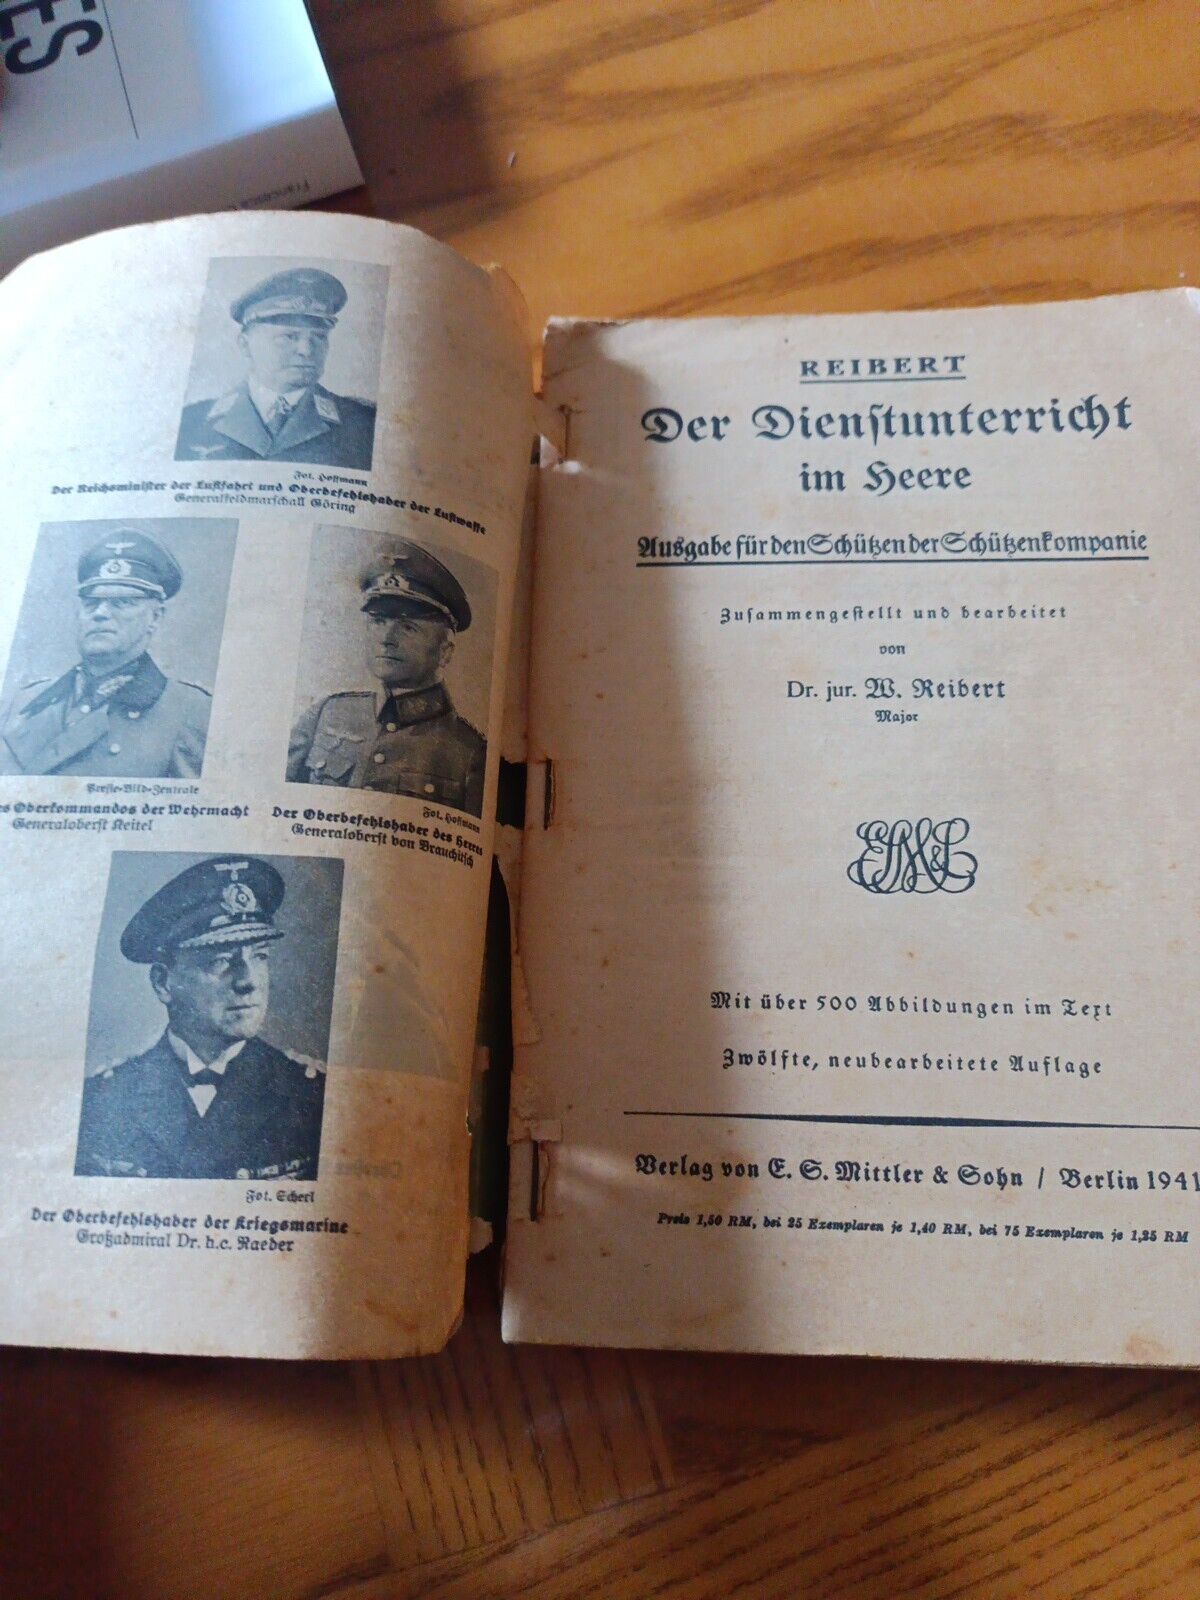 ES
Fot. Hoffmann
Der Reichsminister der Luftfahrt und Oberbefehlshaber der Luftwaffe
Generalfeldmarschall Göring
Presse-Bild-Zentrale
es Oberkommandos der Wehrmacht
Generaloberst Keitel
Fot. Hoffmann
Der Oberbefehlshaber des Heeres
Generaloberst von Brauchitsch
Fot. Scherl
Der Oberbefehlshaber der Kriegsmarine
Großadmiral Dr. h.c. Raeder
REIBERT
Der Dienſtunterricht
im Heere
Ausgabe für den Schützen der Schützenkompanie
Zuſammengeſtellt und bearbeitet
von
Dr. jur. W. Reibert
Major
ESM&S
Mit über 500 Abbildungen im Text
Zwölfte, neubearbeitete Auflage
Verlag von E. S. Mittler & Sohn / Berlin 1941
Preis 1,50 RM, bei 25 Exemplaren je 1,40 RM, bei 75 Exemplaren je 1,25 RM